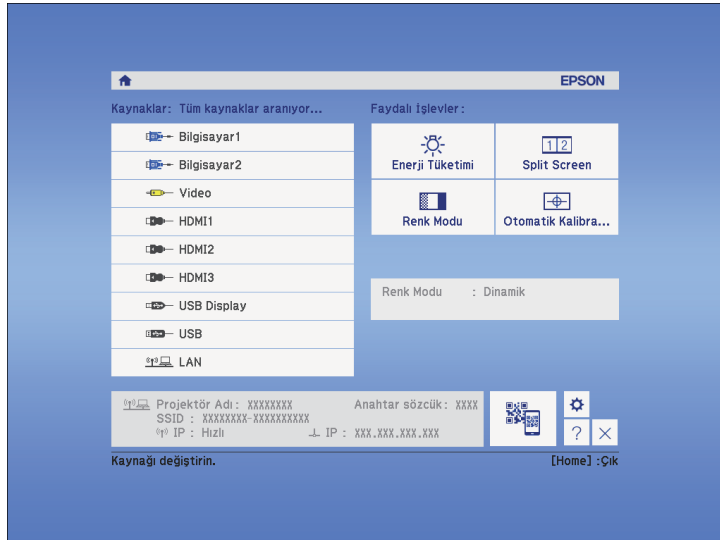 EPSON
Kaynaklar: Tüm kaynaklar aranıyor...
Bilgisayar1
Bilgisayar2
Video
HDMI1
HDMI2
HDMI3
USB Display
USB
LAN
Faydalı İşlevler:
Enerji Tüketimi
1 2
Split Screen
Renk Modu
Otomatik Kalibra...
Renk Modu : Dinamik
Projektör Adı: XXXXXXXX Anahtar sözcük: XXXX
SSID : XXXXXXXX-XXXXXXXXXX
IP : Hızlı IP : XXX.XXX.XXX.XXX
?
Kaynağı değiştirin. [Home] :Çık